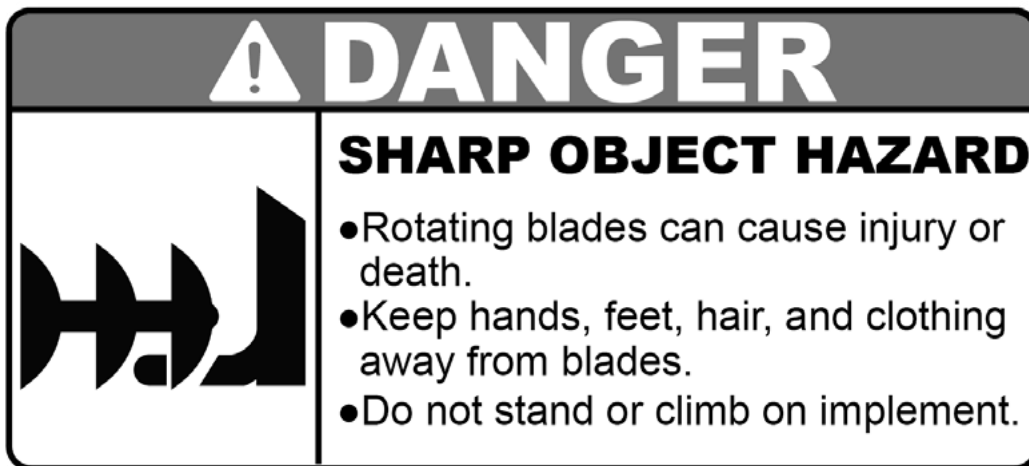 DANGER
SHARP OBJECT HAZARD
●Rotating blades can cause injury or
death.
●Keep hands, feet, hair, and clothing
away from blades.
●Do not stand or climb on implement.